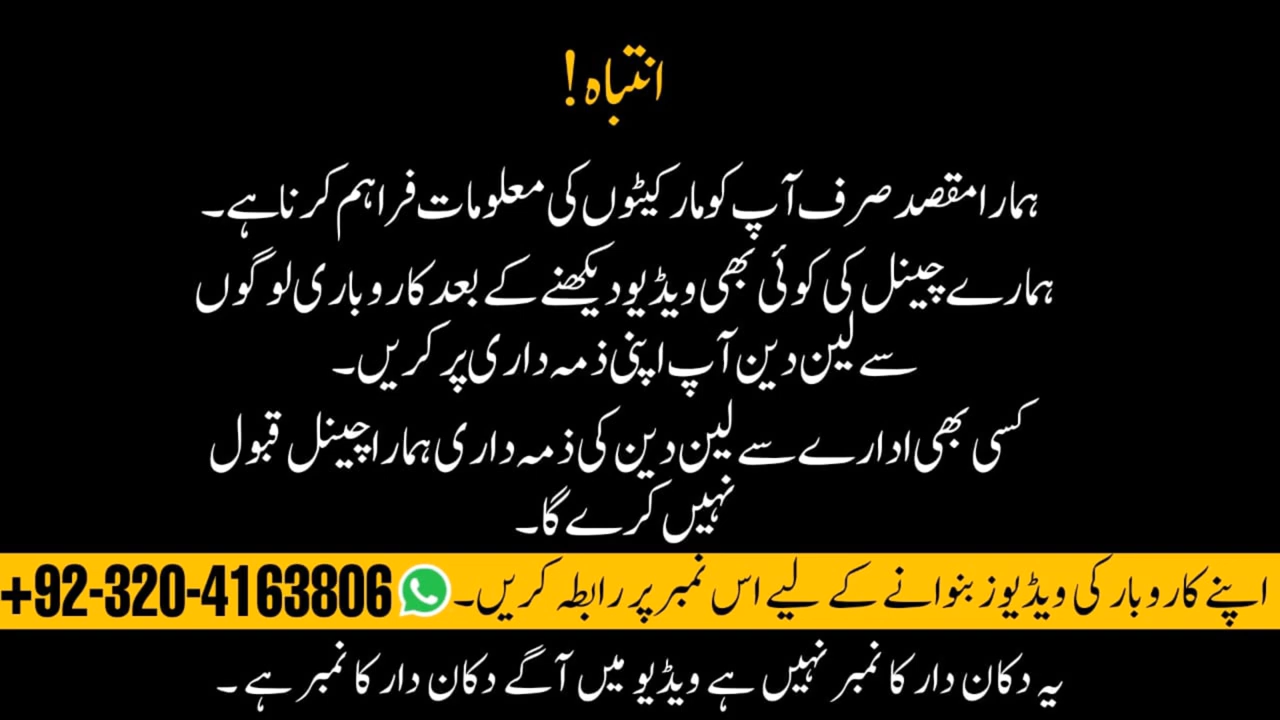 انتباہ!
ہمارا مقصد صرف آپ کو مارکیٹوں کی معلومات فراہم کرنا ہے۔
ہمارے چینل کی کوئی بھی ویڈیو دیکھنے کے بعد کاروباری لوگوں
سے لین دین آپ اپنی ذمہ داری پر کریں۔
کسی بھی ادارے سے لین دین کی ذمہ داری ہمارا چینل قبول
نہیں کرے گا۔
اپنے کاروبار کی ویڈیوز بنوانے کے لیے اس نمبر پر رابطہ کریں۔ +92-320-4163806
یہ دکان دار کا نمبر نہیں ہے ویڈیو میں آگے دکان دار کا نمبر ہے۔